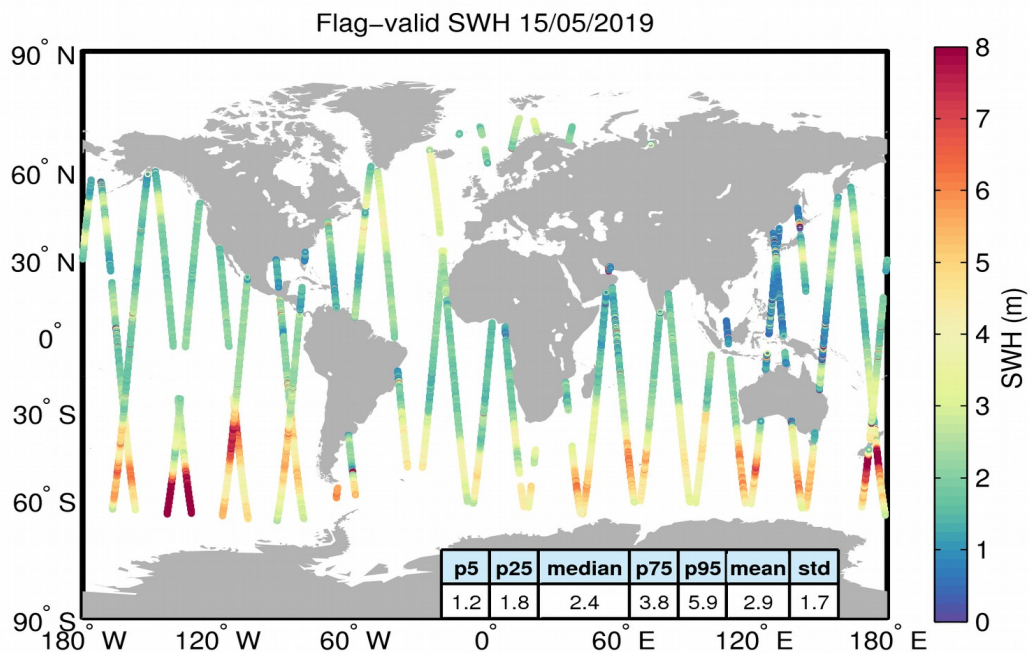 Flag−valid SWH 15/05/2019
90° N
60° N
30° N
0°
30° S
60° S
90° S
180° W
120° W
60° W
0°
60° E
120° E
180° E
p5 p25 median p75 p95 mean std
1.2 1.8 2.4 3.8 5.9 2.9 1.7
8
7
6
5
4
3
2
1
0
SWH (m)